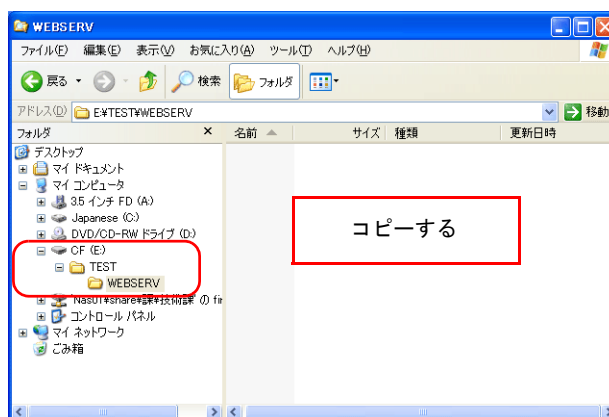 WEBSERV
ファイル(F) 編集(E) 表示(V) お気に入り(A) ツール(T) ヘルプ(H)
戻る 検索 フォルダ
アドレス(D) E:¥TEST¥WEBSERV 移動
フォルダ × 名前 サイズ 種類 更新日時
デスクトップ
マイ ドキュメント
マイ コンピュータ
3.5 インチ FD (A:)
Japanese (C:)
DVD/CD-RW ドライブ (D:)
CF (E:)
TEST
WEBSERV
'Nas01¥share¥課¥技術課' の fir
コントロール パネル
マイ ネットワーク
ごみ箱
コピーする